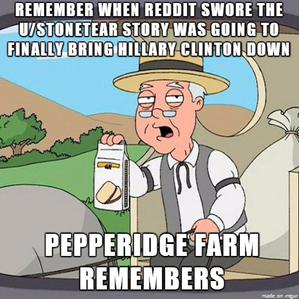 REMEMBER WHEN REDDIT SWORE THE
U/STONETEAR STORY WAS GOING TO
FINALLY BRING HILLARY CLINTON DOWN
PEPPERIDGE FARM
REMEMBERS
made on imgur